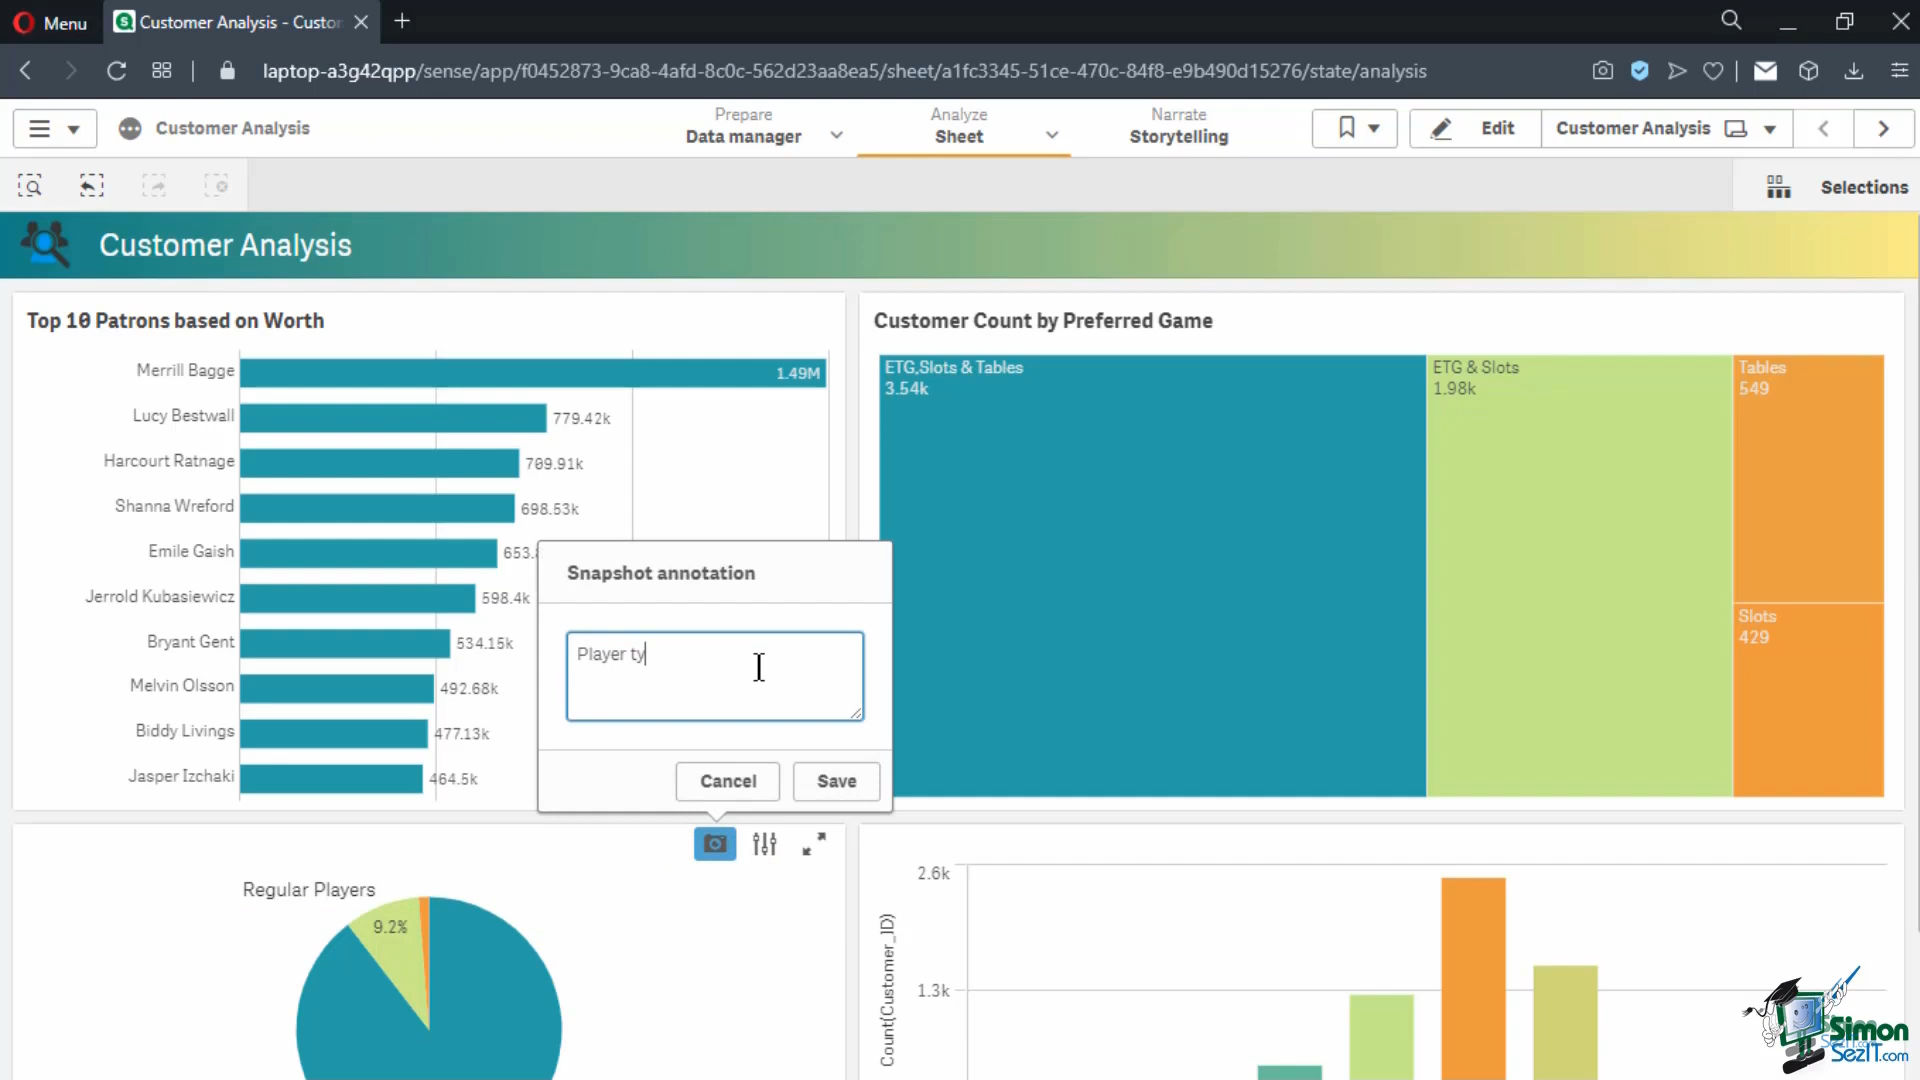 Menu
Customer Analysis - Custor
laptop-a3g42qpp/sense/app/f0452873-9ca8-4afd-8c0c-562d23aa8ea5/sheet/a1fc3345-51ce-470c-84f8-e9b490d15276/state/analysis
Customer Analysis
Prepare
Data manager
Analyze
Sheet
Narrate
Storytelling
Edit
Customer Analysis
Selections
Customer Analysis
Top 10 Patrons based on Worth
Merrill Bagge 1.49M
Lucy Bestwall 779.42k
Harcourt Ratnage 709.91k
Shanna Wreford 698.53k
Emile Gaish 653.
Jerrold Kubasiewicz 598.4k
Bryant Gent 534.15k
Melvin Olsson 492.68k
Biddy Livings 477.13k
Jasper Izchaki 464.5k
Customer Count by Preferred Game
ETG,Slots & Tables
3.54k
ETG & Slots
1.98k
Tables
549
Slots
429
Snapshot annotation
Player ty
Cancel
Save
Regular Players
9.2%
2.6k
1.3k
Count(Customer_ID)
Simon
SezIT.com